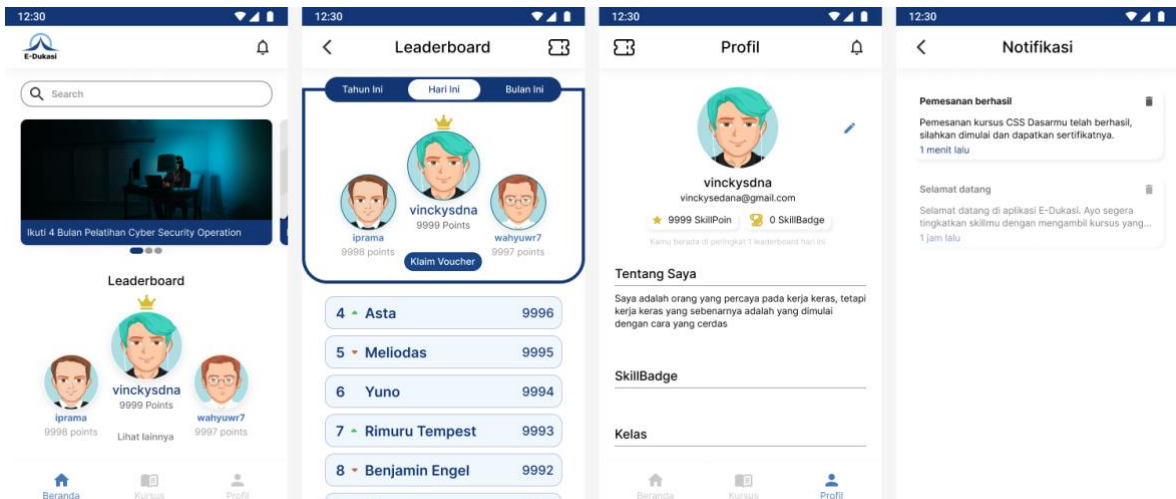 12:30
E-Dukasi
Search
Ikuti 4 Bulan Pelatihan Cyber Security Operation
Leaderboard
vinckysdna
9999 Points
iprama
9998 points
wahyuwr7
9997 points
Lihat lainnya
Beranda
Kursus
Profil
12:30
Leaderboard
Tahun Ini
Hari Ini
Bulan Ini
vinckysdna
9999 Points
iprama
9998 points
wahyuwr7
9997 points
Klaim Voucher
4 Asta 9996
5 Meliodas 9995
6 Yuno 9994
7 Rimuru Tempest 9993
8 Benjamin Engel 9992
12:30
Profil
vinckysdna
vinckysedana@gmail.com
9999 SkillPoin
0 SkillBadge
Kamu berada di peringkat 1 leaderboard hari ini
Tentang Saya
Saya adalah orang yang percaya pada kerja keras, tetapi
kerja keras yang sebenarnya adalah yang dimulai
dengan cara yang cerdas
SkillBadge
Kelas
Beranda
Kursus
Profil
12:30
Notifikasi
Pemesanan berhasil
Pemesanan kursus CSS Dasarmu telah berhasil,
silahkan dimulai dan dapatkan sertifikatnya.
1 menit lalu
Selamat datang
Selamat datang di aplikasi E-Dukasi. Ayo segera
tingkatkan skillmu dengan mengambil kursus yang...
1 jam lalu